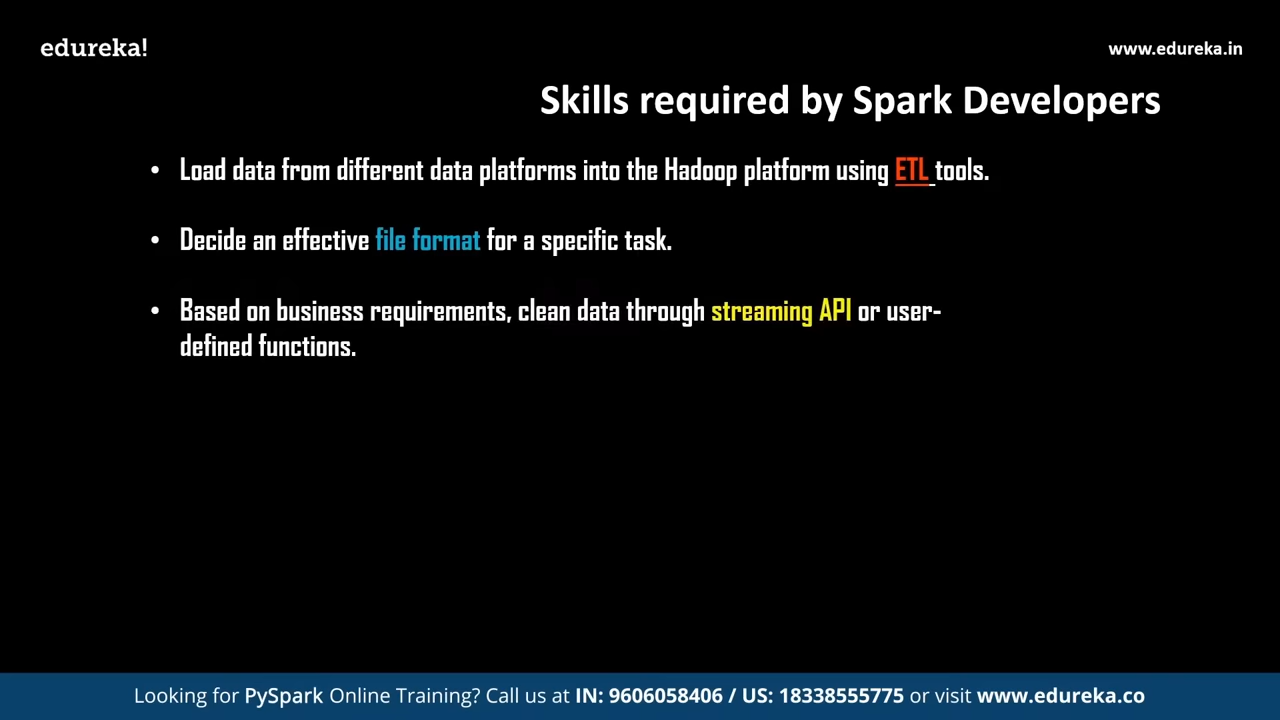 edureka!
www.edureka.in
Skills required by Spark Developers
• Load data from different data platforms into the Hadoop platform using ETL tools.
• Decide an effective file format for a specific task.
• Based on business requirements, clean data through streaming API or user-
defined functions.
Looking for PySpark Online Training? Call us at IN: 9606058406 / US: 18338555775 or visit www.edureka.co